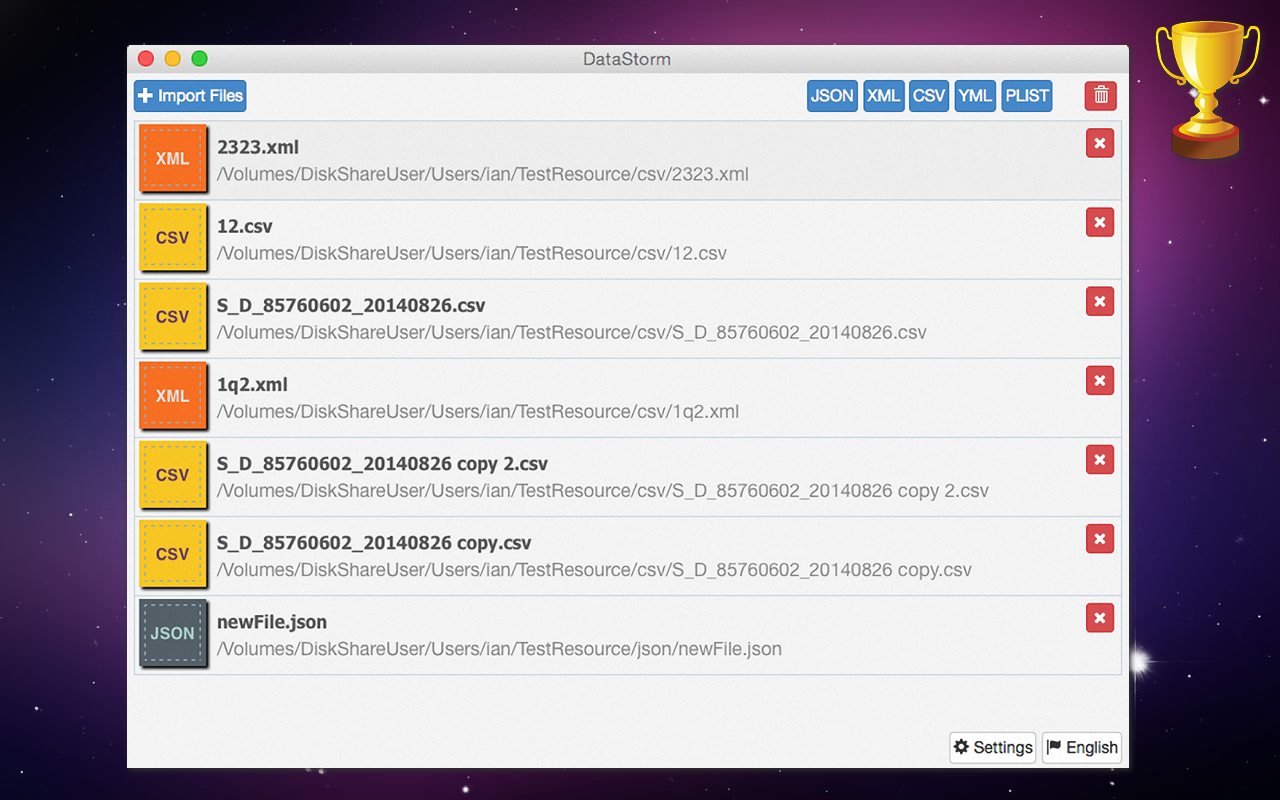 DataStorm
Import Files JSON XML CSV YML PLIST
XML
2323.xml
/Volumes/DiskShareUser/Users/ian/TestResource/csv/2323.xml
CSV
12.csv
/Volumes/DiskShareUser/Users/ian/TestResource/csv/12.csv
CSV
S_D_85760602_20140826.csv
/Volumes/DiskShareUser/Users/ian/TestResource/csv/S_D_85760602_20140826.csv
XML
1q2.xml
/Volumes/DiskShareUser/Users/ian/TestResource/csv/1q2.xml
CSV
S_D_85760602_20140826 copy 2.csv
/Volumes/DiskShareUser/Users/ian/TestResource/csv/S_D_85760602_20140826 copy 2.csv
CSV
S_D_85760602_20140826 copy.csv
/Volumes/DiskShareUser/Users/ian/TestResource/csv/S_D_85760602_20140826 copy.csv
JSON
newFile.json
/Volumes/DiskShareUser/Users/ian/TestResource/json/newFile.json
Settings English